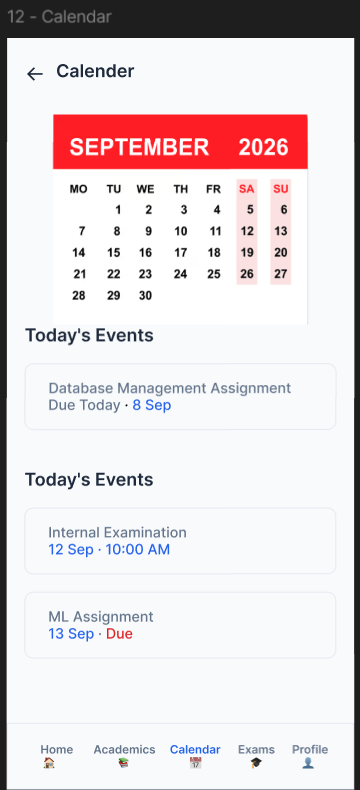 12 - Calendar
← Calender
SEPTEMBER 2026
MO TU WE TH FR SA SU
1 2 3 4 5 6
7 8 9 10 11 12 13
14 15 16 17 18 19 20
21 22 23 24 25 26 27
28 29 30
Today's Events
Database Management Assignment
Due Today · 8 Sep
Today's Events
Internal Examination
12 Sep · 10:00 AM
ML Assignment
13 Sep · Due
Home Academics Calendar Exams Profile